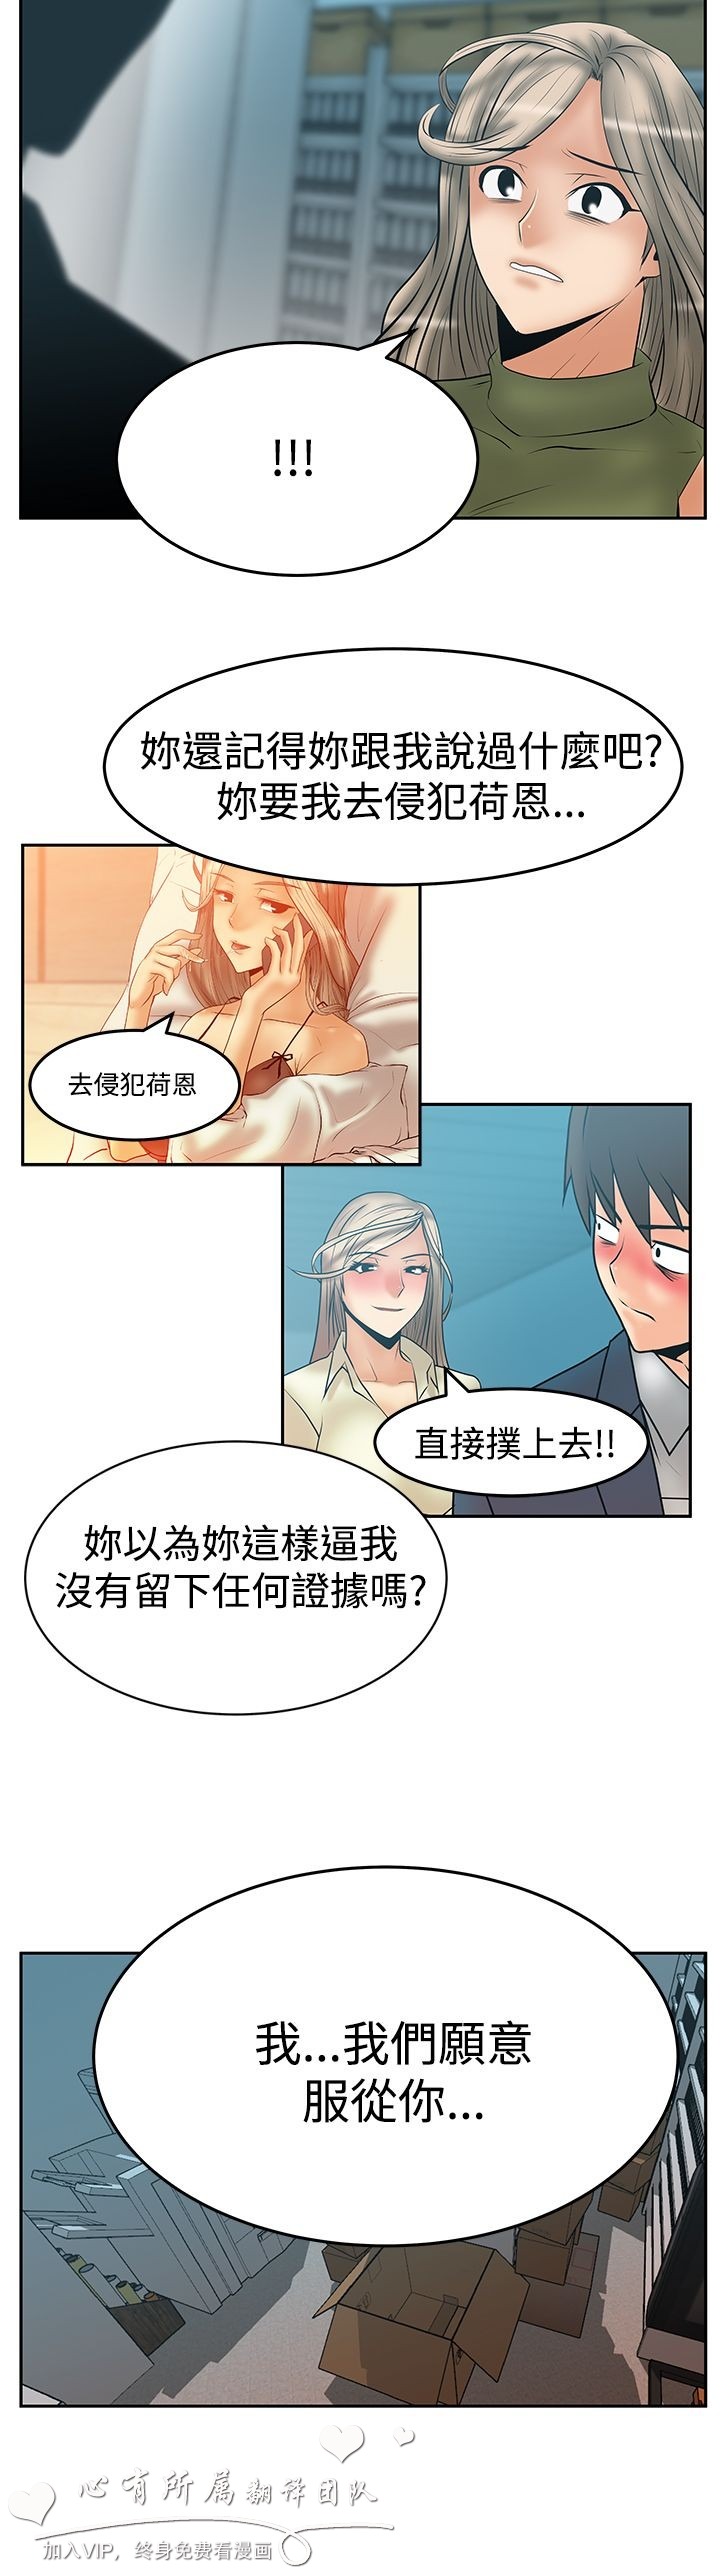 !!!
妳還記得妳跟我說過什麼吧?
妳要我去侵犯荷恩...
去侵犯荷恩
直接撲上去!!
妳以為妳這樣逼我
沒有留下任何證據嗎?
我...我們願意
服從你...
心有所属翻译团队
加入VIP，终身免费看漫画